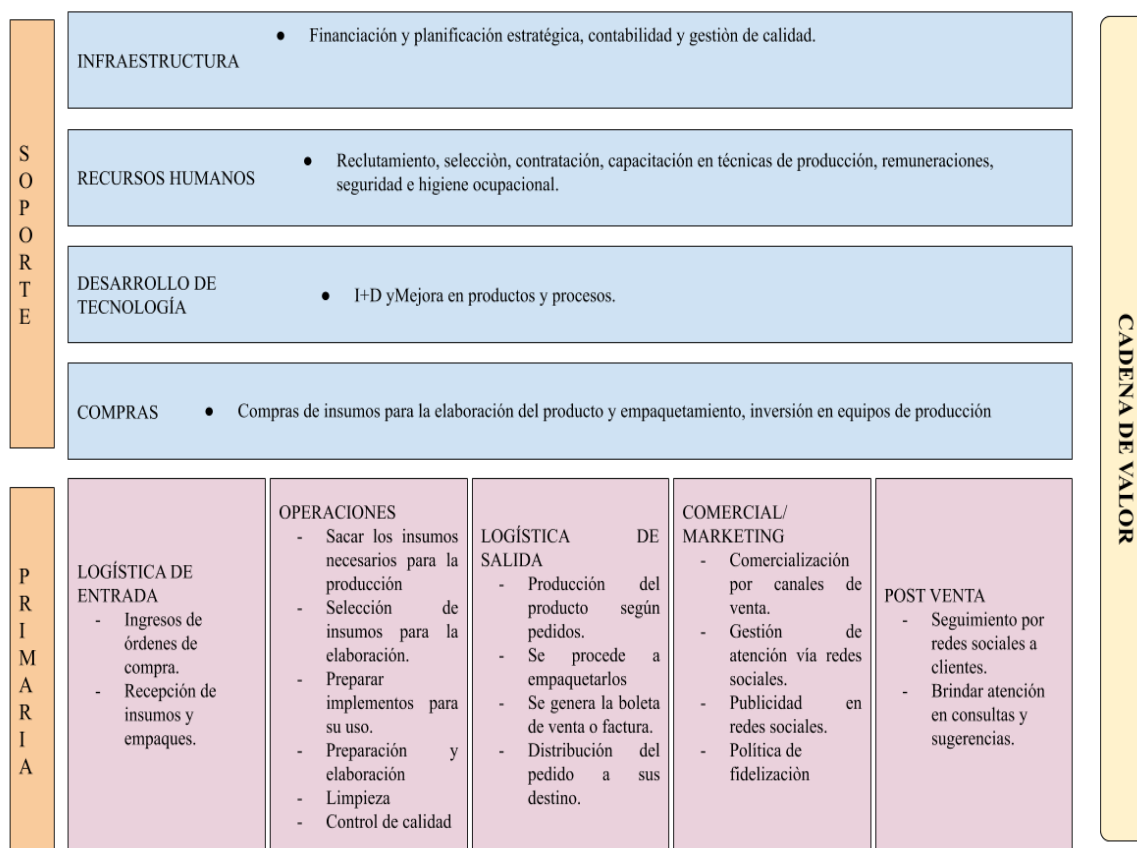 SOPORTE
INFRAESTRUCTURA
● Financiación y planificación estratégica, contabilidad y gestiòn de calidad.
RECURSOS HUMANOS
● Reclutamiento, selecciòn, contratación, capacitación en técnicas de producción, remuneraciones,
seguridad e higiene ocupacional.
DESARROLLO DE
TECNOLOGÍA
● I+D yMejora en productos y procesos.
COMPRAS
● Compras de insumos para la elaboración del producto y empaquetamiento, inversión en equipos de producción
PRIMARIA
LOGÍSTICA DE
ENTRADA
- Ingresos de
órdenes de
compra.
- Recepción de
insumos y
empaques.
OPERACIONES
- Sacar los insumos
necesarios para la
producción
- Selección de
insumos para la
elaboración.
- Preparar
implementos para
su uso.
- Preparación y
elaboración
- Limpieza
- Control de calidad
LOGÍSTICA DE
SALIDA
- Producción del
producto según
pedidos.
- Se procede a
empaquetarlos
- Se genera la boleta
de venta o factura.
- Distribución del
pedido a sus
destino.
COMERCIAL/
MARKETING
- Comercialización
por canales de
venta.
- Gestión de
atención vía redes
sociales.
- Publicidad en
redes sociales.
- Política de
fidelizaciòn
POST VENTA
- Seguimiento por
redes sociales a
clientes.
- Brindar atención
en consultas y
sugerencias.
CADENA DE VALOR